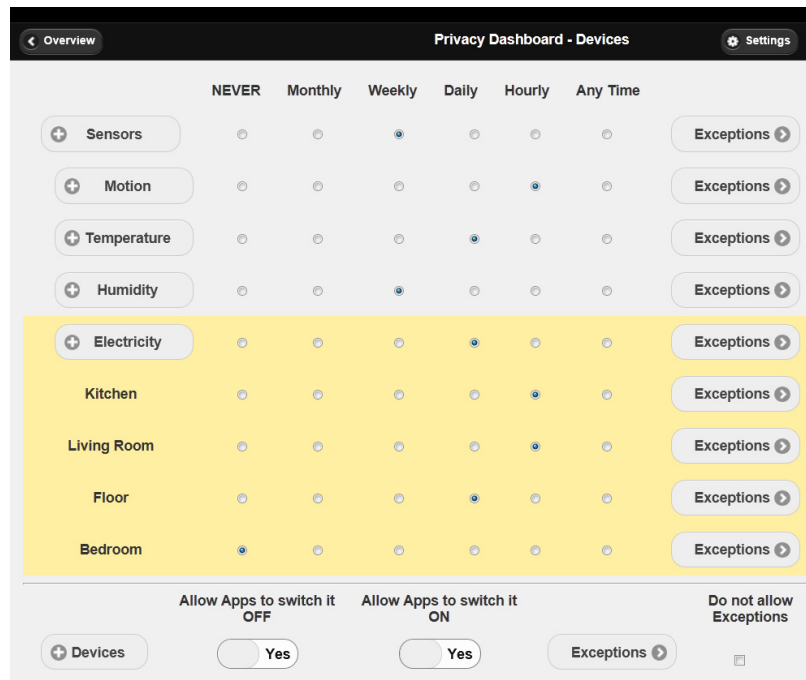 Overview Privacy Dashboard - Devices Settings
NEVER Monthly Weekly Daily Hourly Any Time
Sensors Exceptions
Motion Exceptions
Temperature Exceptions
Humidity Exceptions
Electricity Exceptions
Kitchen Exceptions
Living Room Exceptions
Floor Exceptions
Bedroom Exceptions
Allow Apps to switch it Allow Apps to switch it Do not allow
OFF ON Exceptions
Devices Yes Yes Exceptions